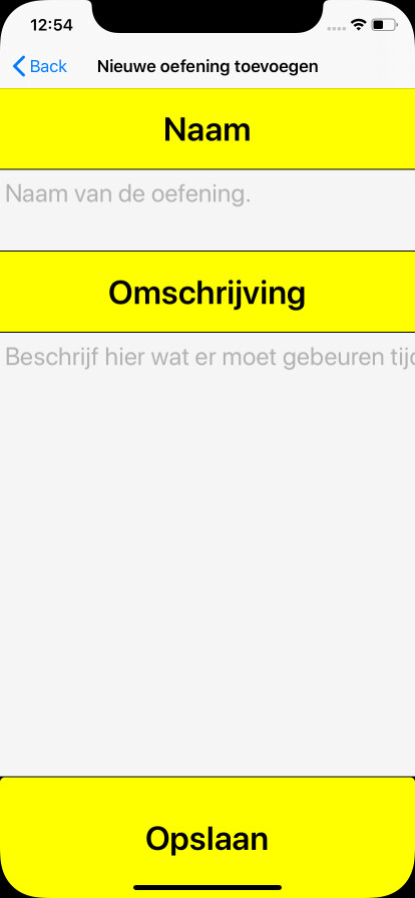 12:54
Back Nieuwe oefening toevoegen
Naam
Naam van de oefening.
Omschrijving
Beschrijf hier wat er moet gebeuren
Opslaan